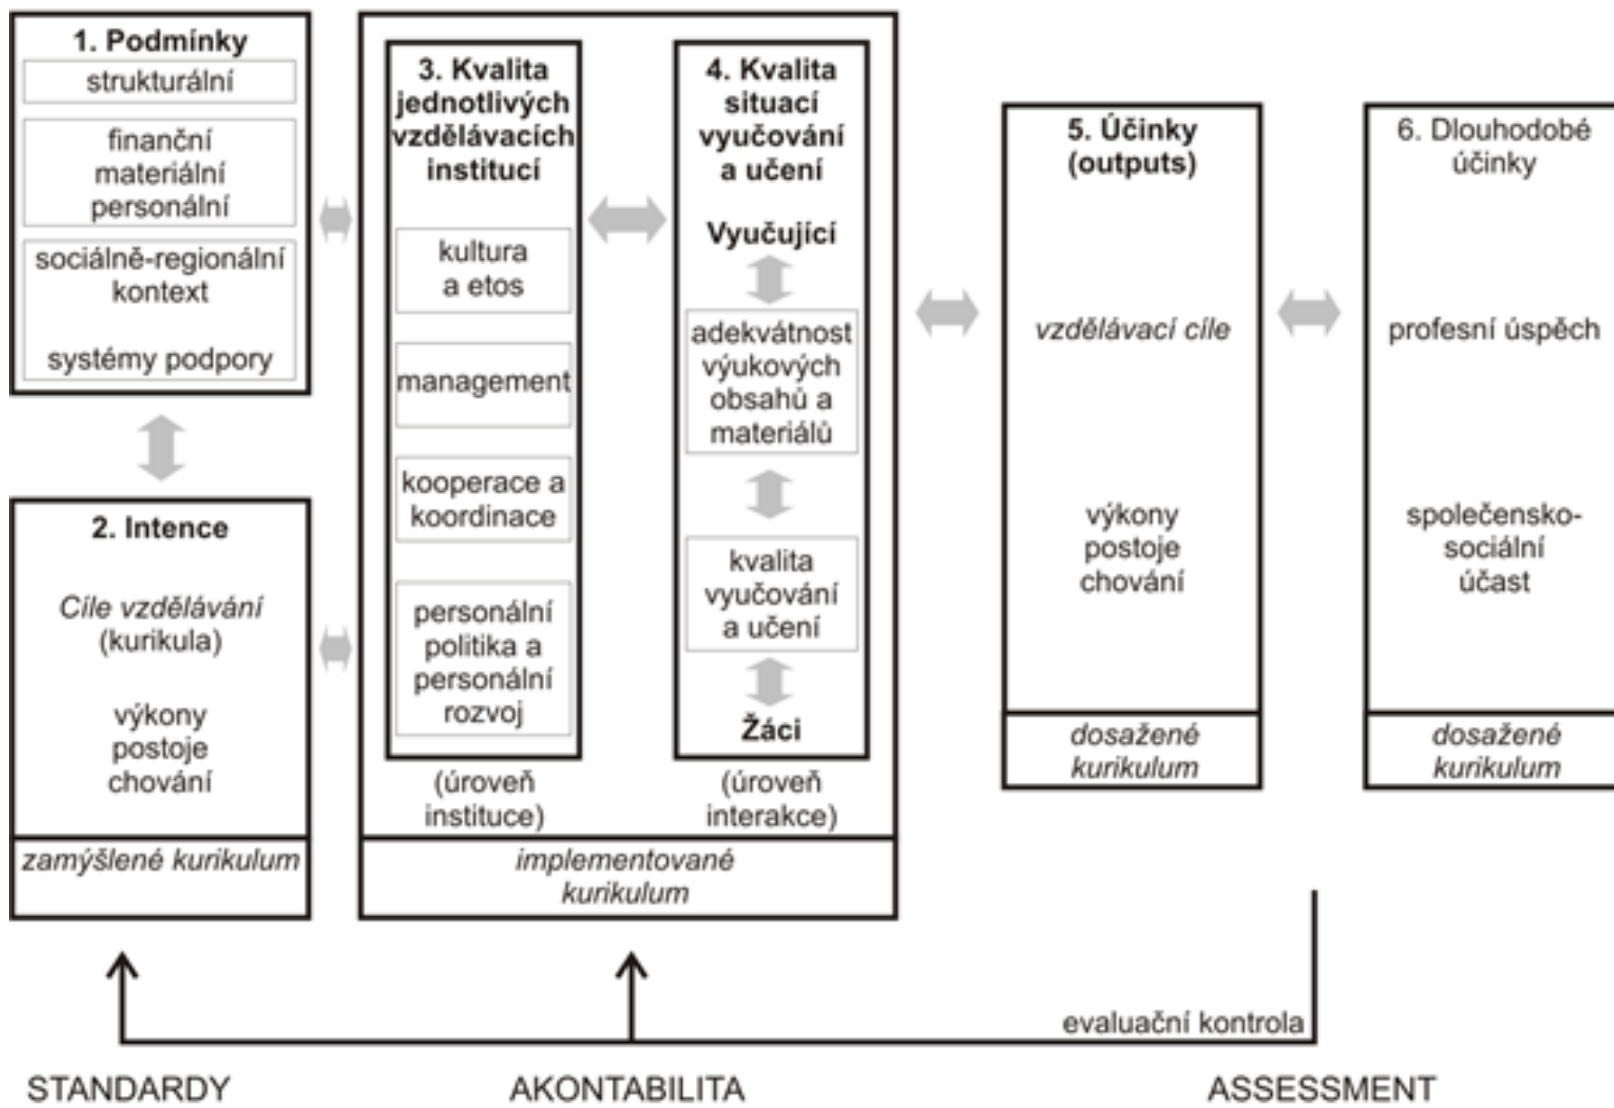 1. Podmínky
strukturální
finanční
materiální
personální
sociálně-regionální
kontext
systémy podpory
2. Intence
Cíle vzdělávání
(kurikula)
výkony
postoje
chování
zamýšlené kurikulum
3. Kvalita
jednotlivých
vzdělávacích
institucí
kultura
a etos
management
kooperace a
koordinace
personální
politika a
personální
rozvoj
(úroveň
instituce)
4. Kvalita
situací
vyučování
a učení
Vyučující
adekvátnost
výukových
obsahů a
materiálů
kvalita
vyučování
a učení
Žáci
(úroveň
interakce)
implementované
kurikulum
5. Účinky
(outputs)
vzdělávací cíle
výkony
postoje
chování
dosažené
kurikulum
6. Dlouhodobé
účinky
profesní úspěch
společensko-
sociální
účast
dosažené
kurikulum
evaluační kontrola
STANDARDY
AKONTABILITA
ASSESSMENT